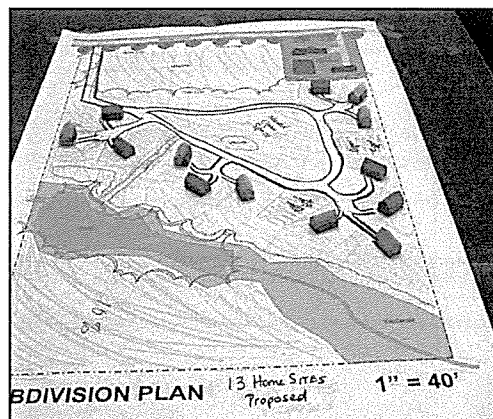 BDIVISION PLAN
13 Home SITES
Proposed
1" = 40'